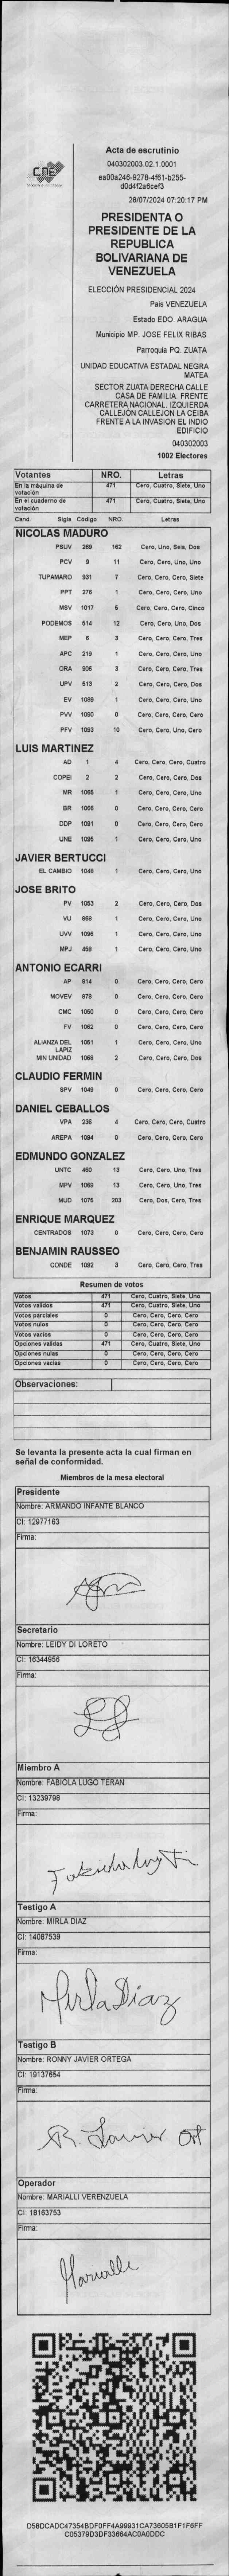 CNE
Acta de escrutinio
040302003.02.1.0001
ea00a246-9278-4f61-b255-
d0d4f2a6cef3
28/07/2024 07:20:17 PM
PRESIDENTA O
PRESIDENTE DE LA
REPUBLICA
BOLIVARIANA DE
VENEZUELA
ELECCIÓN PRESIDENCIAL 2024
Pais VENEZUELA
Estado EDO. ARAGUA
Municipio MP. JOSE FELIX RIBAS
Parroquia PQ. ZUATA
UNIDAD EDUCATIVA ESTADAL NEGRA
MATEA
SECTOR ZUATA DERECHA CALLE
CASA DE FAMILIA. FRENTE
CARRETERA NACIONAL. IZQUIERDA
CALLEJÓN CALLEJON LA CEIBA
FRENTE A LA INVASION EL INDIO
EDIFICIO
040302003
1002 Electores
Votantes NRO. Letras
En la máquina de votación 471 Cero, Cuatro, Siete, Uno
En el cuaderno de votación 471 Cero, Cuatro, Siete, Uno
Cand. Sigla Código NRO. Letras
NICOLAS MADURO
PSUV 269 162 Cero, Uno, Seis, Dos
PCV 9 11 Cero, Cero, Uno, Uno
TUPAMARO 931 7 Cero, Cero, Cero, Siete
PPT 276 1 Cero, Cero, Cero, Uno
MSV 1017 5 Cero, Cero, Cero, Cinco
PODEMOS 514 12 Cero, Cero, Uno, Dos
MEP 6 3 Cero, Cero, Cero, Tres
APC 219 1 Cero, Cero, Cero, Uno
ORA 906 3 Cero, Cero, Cero, Tres
UPV 513 2 Cero, Cero, Cero, Dos
EV 1089 1 Cero, Cero, Cero, Uno
PVV 1090 0 Cero, Cero, Cero, Cero
PFV 1093 10 Cero, Cero, Uno, Cero
LUIS MARTINEZ
AD 1 4 Cero, Cero, Cero, Cuatro
COPEI 2 2 Cero, Cero, Cero, Dos
MR 1065 1 Cero, Cero, Cero, Uno
BR 1066 0 Cero, Cero, Cero, Cero
DDP 1091 0 Cero, Cero, Cero, Cero
UNE 1095 1 Cero, Cero, Cero, Uno
JAVIER BERTUCCI
EL CAMBIO 1048 1 Cero, Cero, Cero, Uno
JOSE BRITO
PV 1053 2 Cero, Cero, Cero, Dos
VU 868 1 Cero, Cero, Cero, Uno
UVV 1096 1 Cero, Cero, Cero, Uno
MPJ 458 1 Cero, Cero, Cero, Uno
ANTONIO ECARRI
AP 814 0 Cero, Cero, Cero, Cero
MOVEV 878 0 Cero, Cero, Cero, Cero
CMC 1050 0 Cero, Cero, Cero, Cero
FV 1062 0 Cero, Cero, Cero, Cero
ALIANZA DEL LAPIZ 1051 1 Cero, Cero, Cero, Uno
MIN UNIDAD 1068 2 Cero, Cero, Cero, Dos
CLAUDIO FERMIN
SPV 1049 0 Cero, Cero, Cero, Cero
DANIEL CEBALLOS
VPA 236 4 Cero, Cero, Cero, Cuatro
AREPA 1094 0 Cero, Cero, Cero, Cero
EDMUNDO GONZALEZ
UNTC 460 13 Cero, Cero, Uno, Tres
MPV 1069 13 Cero, Cero, Uno, Tres
MUD 1075 203 Cero, Dos, Cero, Tres
ENRIQUE MARQUEZ
CENTRADOS 1073 0 Cero, Cero, Cero, Cero
BENJAMIN RAUSSEO
CONDE 1092 3 Cero, Cero, Cero, Tres
Resumen de votos
Votos 471 Cero, Cuatro, Siete, Uno
Votos validos 471 Cero, Cuatro, Siete, Uno
Votos parciales 0 Cero, Cero, Cero, Cero
Votos nulos 0 Cero, Cero, Cero, Cero
Votos vacios 0 Cero, Cero, Cero, Cero
Opciones validas 471 Cero, Cuatro, Siete, Uno
Opciones nulas 0 Cero, Cero, Cero, Cero
Opciones vacias 0 Cero, Cero, Cero, Cero
Observaciones:
Se levanta la presente acta la cual firman en
señal de conformidad.
Miembros de la mesa electoral
Presidente
Nombre: ARMANDO INFANTE BLANCO
CI: 12977163
Firma:
Secretario
Nombre: LEIDY DI LORETO
CI: 16344956
Firma:
Miembro A
Nombre: FABIOLA LUGO TERAN
CI: 13239798
Firma:
Testigo A
Nombre: MIRLA DIAZ
CI: 14087539
Firma:
Mirla Diaz
Testigo B
Nombre: RONNY JAVIER ORTEGA
CI: 19137654
Firma:
R. Javier Ort
Operador
Nombre: MARIALLI VERENZUELA
CI: 18163753
Firma:
D58DCADC47354BDF0FF4A99931CA73605B1F1F6FF
C05379D3DF33664AC0A0DDC